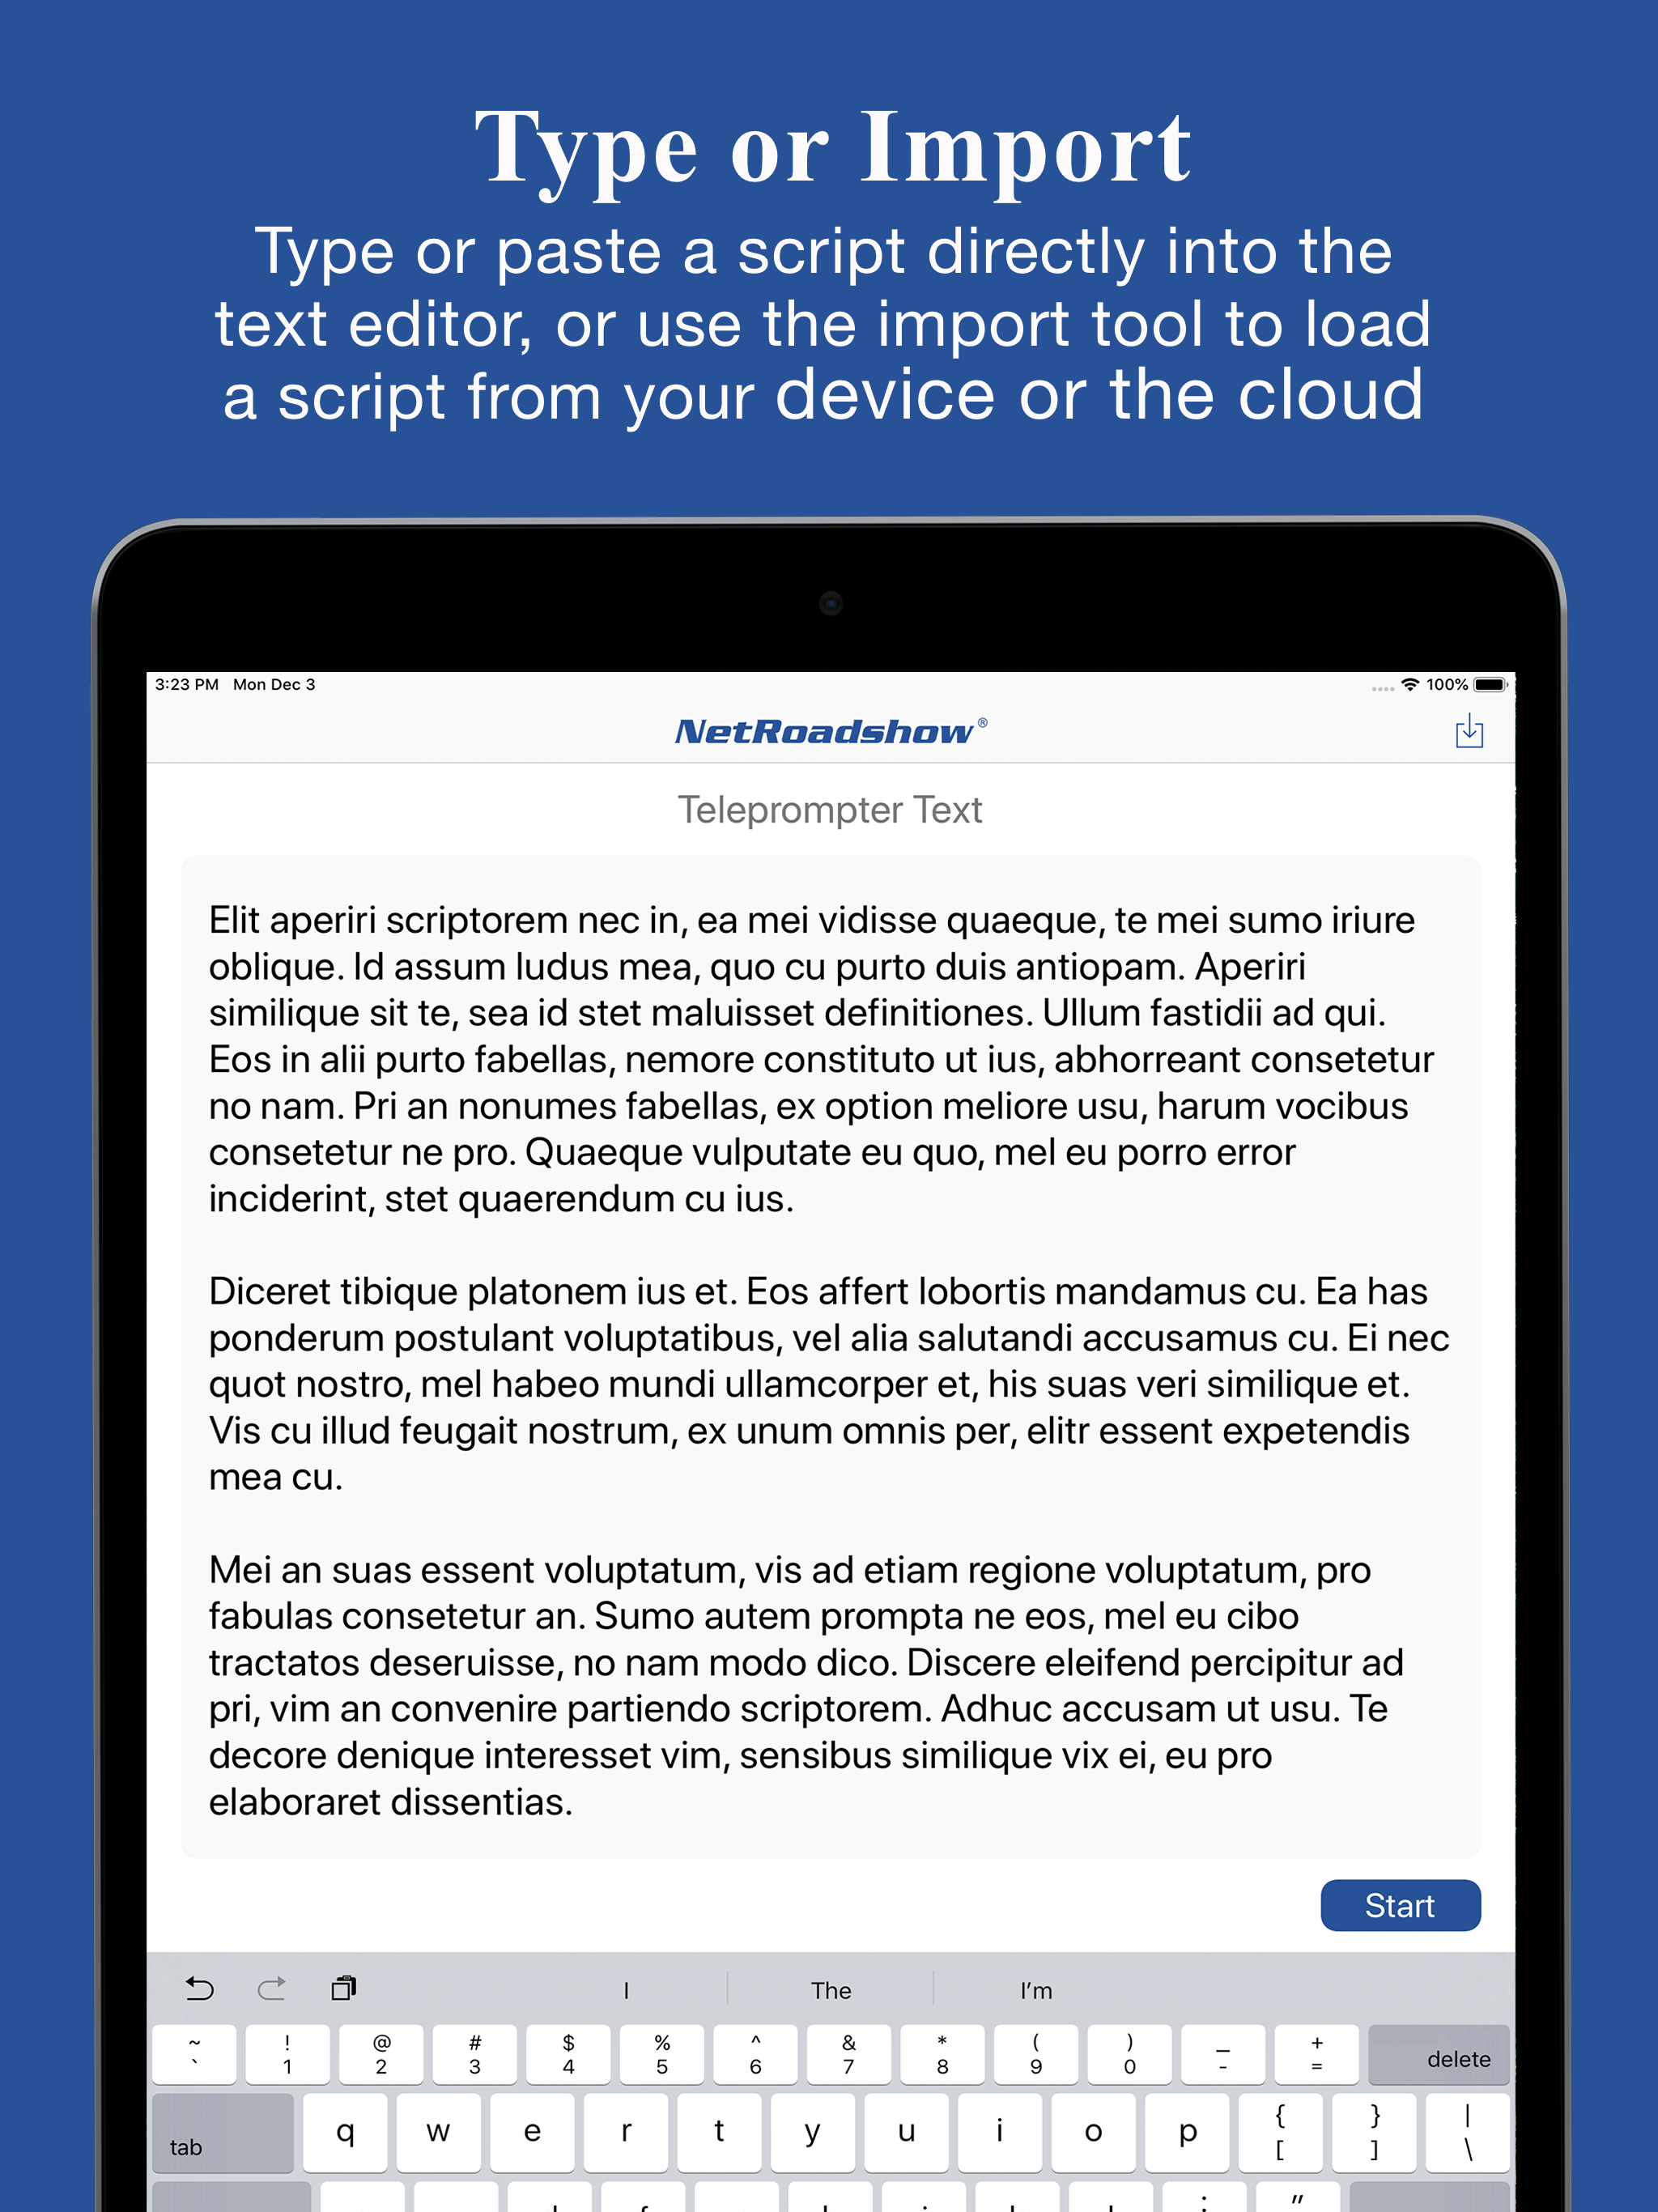 Type or Import
Type or paste a script directly into the
text editor, or use the import tool to load
a script from your device or the cloud
3:23 PM Mon Dec 3
100%
NetRoadshow®
Teleprompter Text
Elit aperiri scriptorem nec in, ea mei vidisse quaeque, te mei sumo iriure
oblique. Id assum ludus mea, quo cu purto duis antiopam. Aperiri
similique sit te, sea id stet maluisset definitiones. Ullum fastidii ad qui.
Eos in alii purto fabellas, nemore constituto ut ius, abhorreant consetetur
no nam. Pri an nonumes fabellas, ex option meliore usu, harum vocibus
consetetur ne pro. Quaeque vulputate eu quo, mel eu porro error
inciderint, stet quaerendum cu ius.
Diceret tibique platonem ius et. Eos affert lobortis mandamus cu. Ea has
ponderum postulant voluptatibus, vel alia salutandi accusamus cu. Ei nec
quot nostro, mel habeo mundi ullamcorper et, his suas veri similique et.
Vis cu illud feugait nostrum, ex unum omnis per, elitr essent expetendis
mea cu.
Mei an suas essent voluptatum, vis ad etiam regione voluptatum, pro
fabulas consetetur an. Sumo autem prompta ne eos, mel eu cibo
tractatos deseruisse, no nam modo dico. Discere eleifend percipitur ad
pri, vim an convenire partiendo scriptorem. Adhuc accusam ut usu. Te
decore denique interesset vim, sensibus similique vix ei, eu pro
elaboraret dissentias.
Start
I The I'm
~ ! @ # $ % ^ & * ( ) _ +
` 1 2 3 4 5 6 7 8 9 0 - = delete
tab q w e r t y u i o p { } |
[ ] \